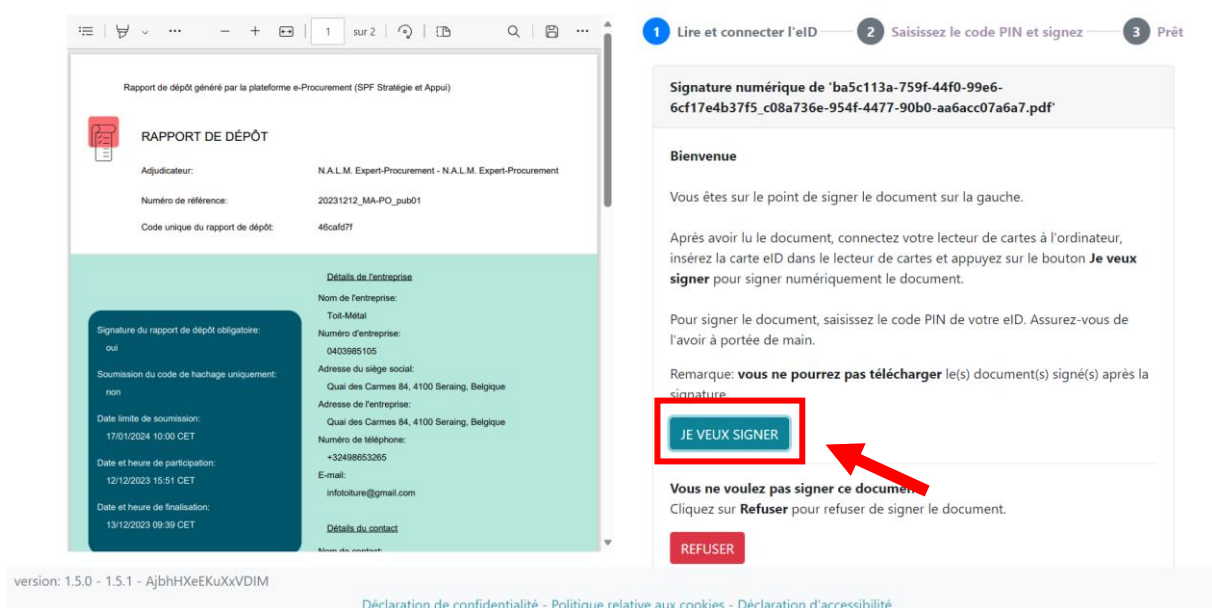 1 sur 2
Rapport de dépôt généré par la plateforme e-Procurement (SPF Stratégie et Appui)
RAPPORT DE DÉPÔT
Adjudicateur: N.A.L.M. Expert-Procurement - N.A.L.M. Expert-Procurement
Numéro de référence: 20231212_MA-PO_pub01
Code unique du rapport de dépôt: 46cafd7f
Signature du rapport de dépôt obligatoire:
oui
Soumission du code de hachage uniquement:
non
Date limite de soumission:
17/01/2024 10:00 CET
Date et heure de participation:
12/12/2023 15:51 CET
Date et heure de finalisation:
13/12/2023 09:39 CET
Détails de l'entreprise
Nom de l'entreprise:
Toit-Métal
Numéro d'entreprise:
0403985105
Adresse du siège social:
Quai des Carmes 84, 4100 Seraing, Belgique
Adresse de l'entreprise:
Quai des Carmes 84, 4100 Seraing, Belgique
Numéro de téléphone:
+32498653265
E-mail:
infotoiture@gmail.com
Détails du contact
Nom de contact:
1 Lire et connecter l'eID 2 Saisissez le code PIN et signez 3 Prêt
Signature numérique de 'ba5c113a-759f-44f0-99e6-
6cf17e4b37f5_c08a736e-954f-4477-90b0-aa6acc07a6a7.pdf'
Bienvenue
Vous êtes sur le point de signer le document sur la gauche.
Après avoir lu le document, connectez votre lecteur de cartes à l'ordinateur,
insérez la carte eID dans le lecteur de cartes et appuyez sur le bouton Je veux
signer pour signer numériquement le document.
Pour signer le document, saisissez le code PIN de votre eID. Assurez-vous de
l'avoir à portée de main.
Remarque: vous ne pourrez pas télécharger le(s) document(s) signé(s) après la
signature
JE VEUX SIGNER
Vous ne voulez pas signer ce documen
Cliquez sur Refuser pour refuser de signer le document.
REFUSER
version: 1.5.0 - 1.5.1 - AjbhHXeEKuXxVDIM
Déclaration de confidentialité - Politique relative aux cookies - Déclaration d'accessibilité